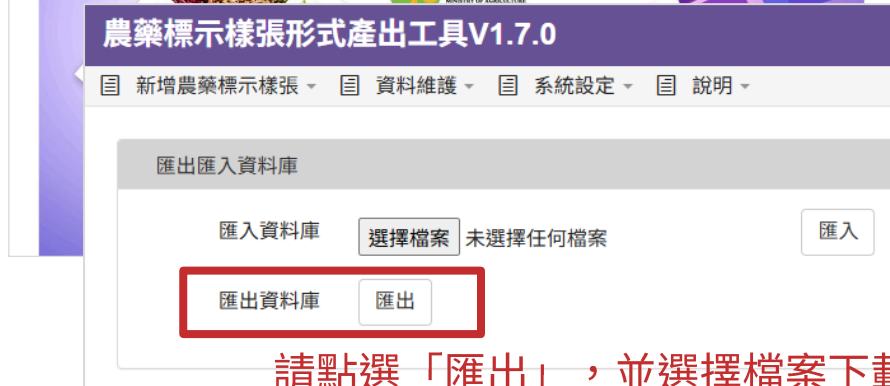 MINISTRY OF AGRICULTURE
農藥標示樣張形式產出工具V1.7.0
新增農藥標示樣張 資料維護 系統設定 說明
匯出匯入資料庫
匯入資料庫 選擇檔案 未選擇任何檔案 匯入
匯出資料庫 匯出
請點選「匯出」，並選擇檔案下載